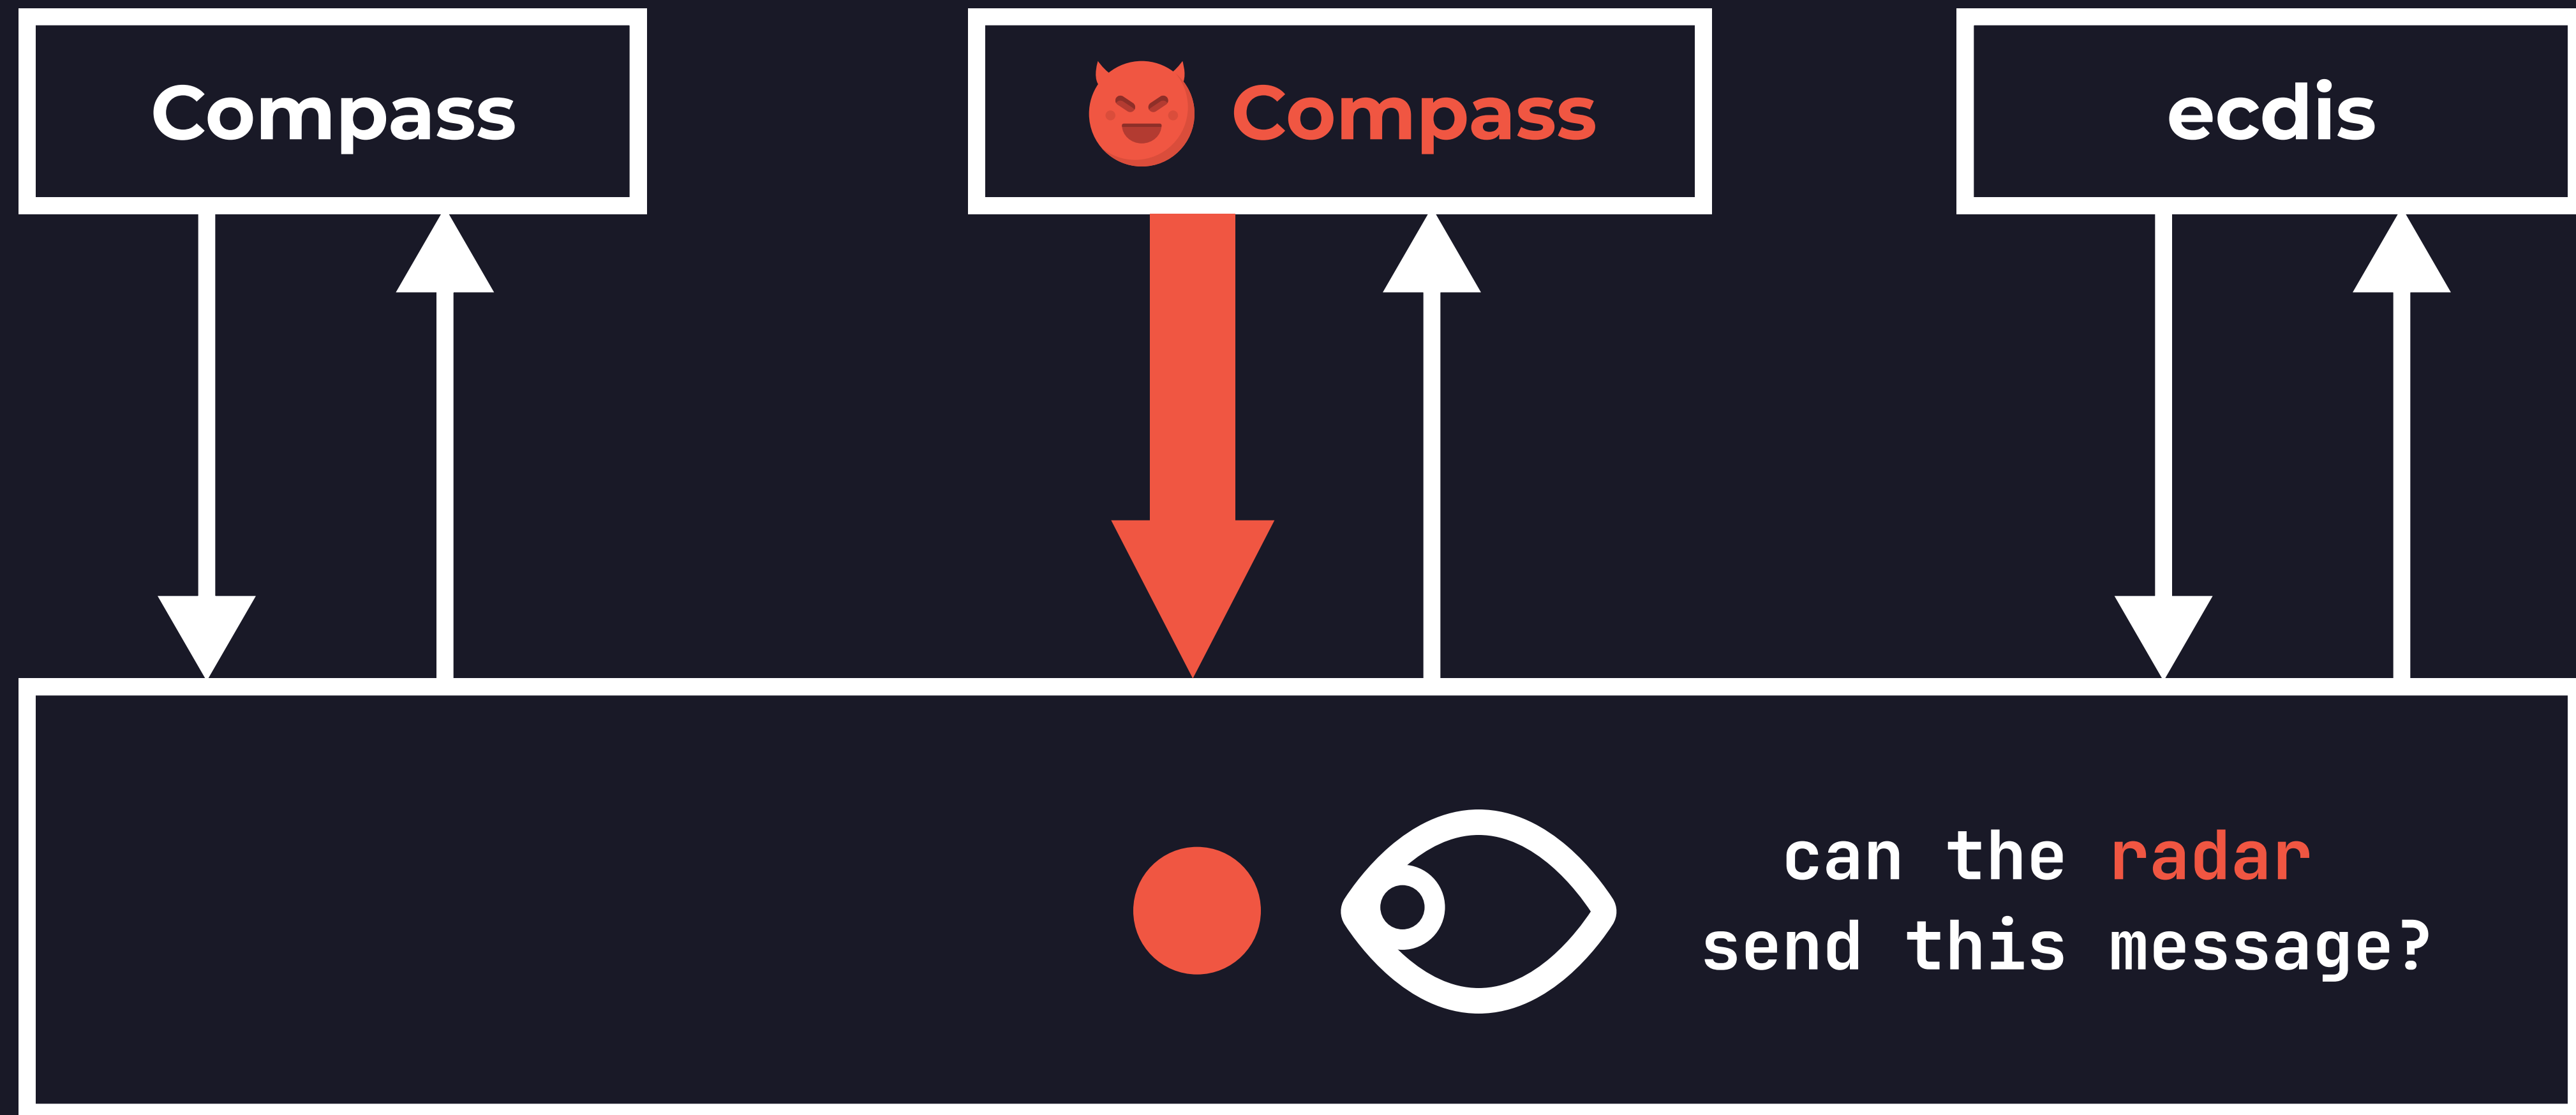 Compass
Compass
ecdis
can the radar
send this message?